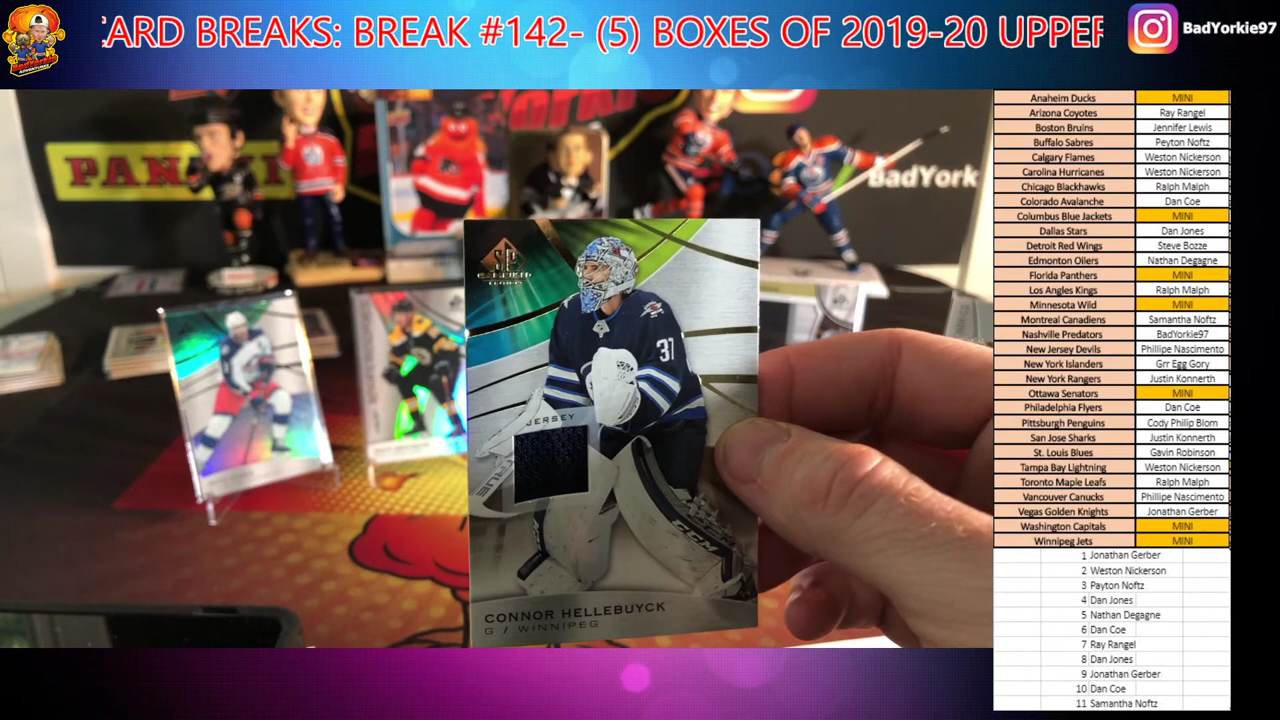 CARD BREAKS: BREAK #142- (5) BOXES OF 2019-20 UPPER
BadYorkie97
PANINI
BadYork
SP
JERSEY
31
CCM
CONNOR HELLEBUYCK
G / WINNIPEG
Anaheim Ducks MINI
Arizona Coyotes Ray Rangel
Boston Bruins Jennifer Lewis
Buffalo Sabres Peyton Noftz
Calgary Flames Weston Nickerson
Carolina Hurricanes Weston Nickerson
Chicago Blackhawks Ralph Malph
Colorado Avalanche Dan Coe
Columbus Blue Jackets MINI
Dallas Stars Dan Jones
Detroit Red Wings Steve Bozze
Edmonton Oilers Nathan Degagne
Florida Panthers MINI
Los Angeles Kings Ralph Malph
Minnesota Wild MINI
Montreal Canadiens Samantha Noftz
Nashville Predators BadYorkie97
New Jersey Devils Phillipe Nascimento
New York Islanders Grr Egg Gory
New York Rangers Justin Konnerth
Ottawa Senators MINI
Philadelphia Flyers Dan Coe
Pittsburgh Penguins Cody Philip Blom
San Jose Sharks Justin Konnerth
St. Louis Blues Gavin Robinson
Tampa Bay Lightning Weston Nickerson
Toronto Maple Leafs Ralph Malph
Vancouver Canucks Phillipe Nascimento
Vegas Golden Knights Jonathan Gerber
Washington Capitals MINI
Winnipeg Jets MINI
1 Jonathan Gerber
2 Weston Nickerson
3 Payton Noftz
4 Dan Jones
5 Nathan Degagne
6 Dan Coe
7 Ray Rangel
8 Dan Jones
9 Jonathan Gerber
10 Dan Coe
11 Samantha Noftz